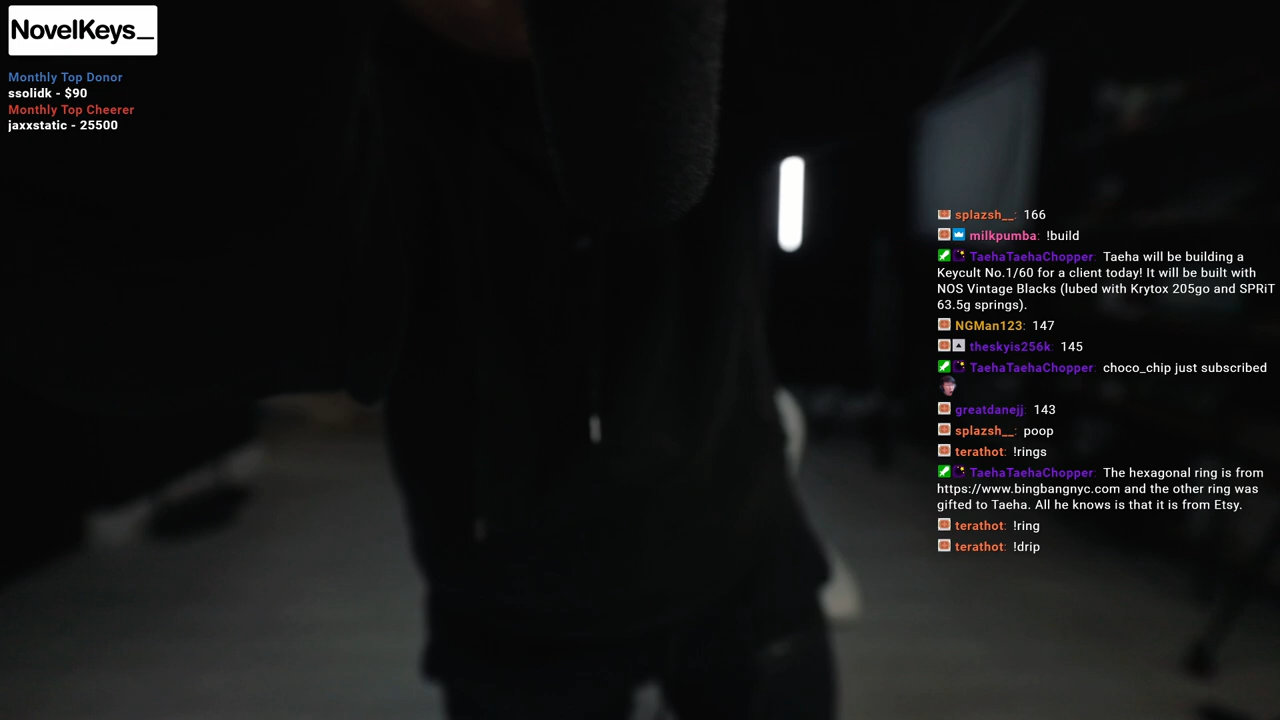 NovelKeys_
Monthly Top Donor
ssolidk - $90
Monthly Top Cheerer
jaxxstatic - 25500
splazsh__: 166
milkpumba: !build
TaehaTaehaChopper: Taeha will be building a
Keycult No.1/60 for a client today! It will be built with
NOS Vintage Blacks (lubed with Krytox 205go and SPRiT
63.5g springs).
NGMan123: 147
theskyis256k: 145
TaehaTaehaChopper: choco_chip just subscribed
greatdanejj: 143
splazsh__: poop
terathot: !rings
TaehaTaehaChopper: The hexagonal ring is from
https://www.bingbangnyc.com and the other ring was
gifted to Taeha. All he knows is that it is from Etsy.
terathot: !ring
terathot: !drip